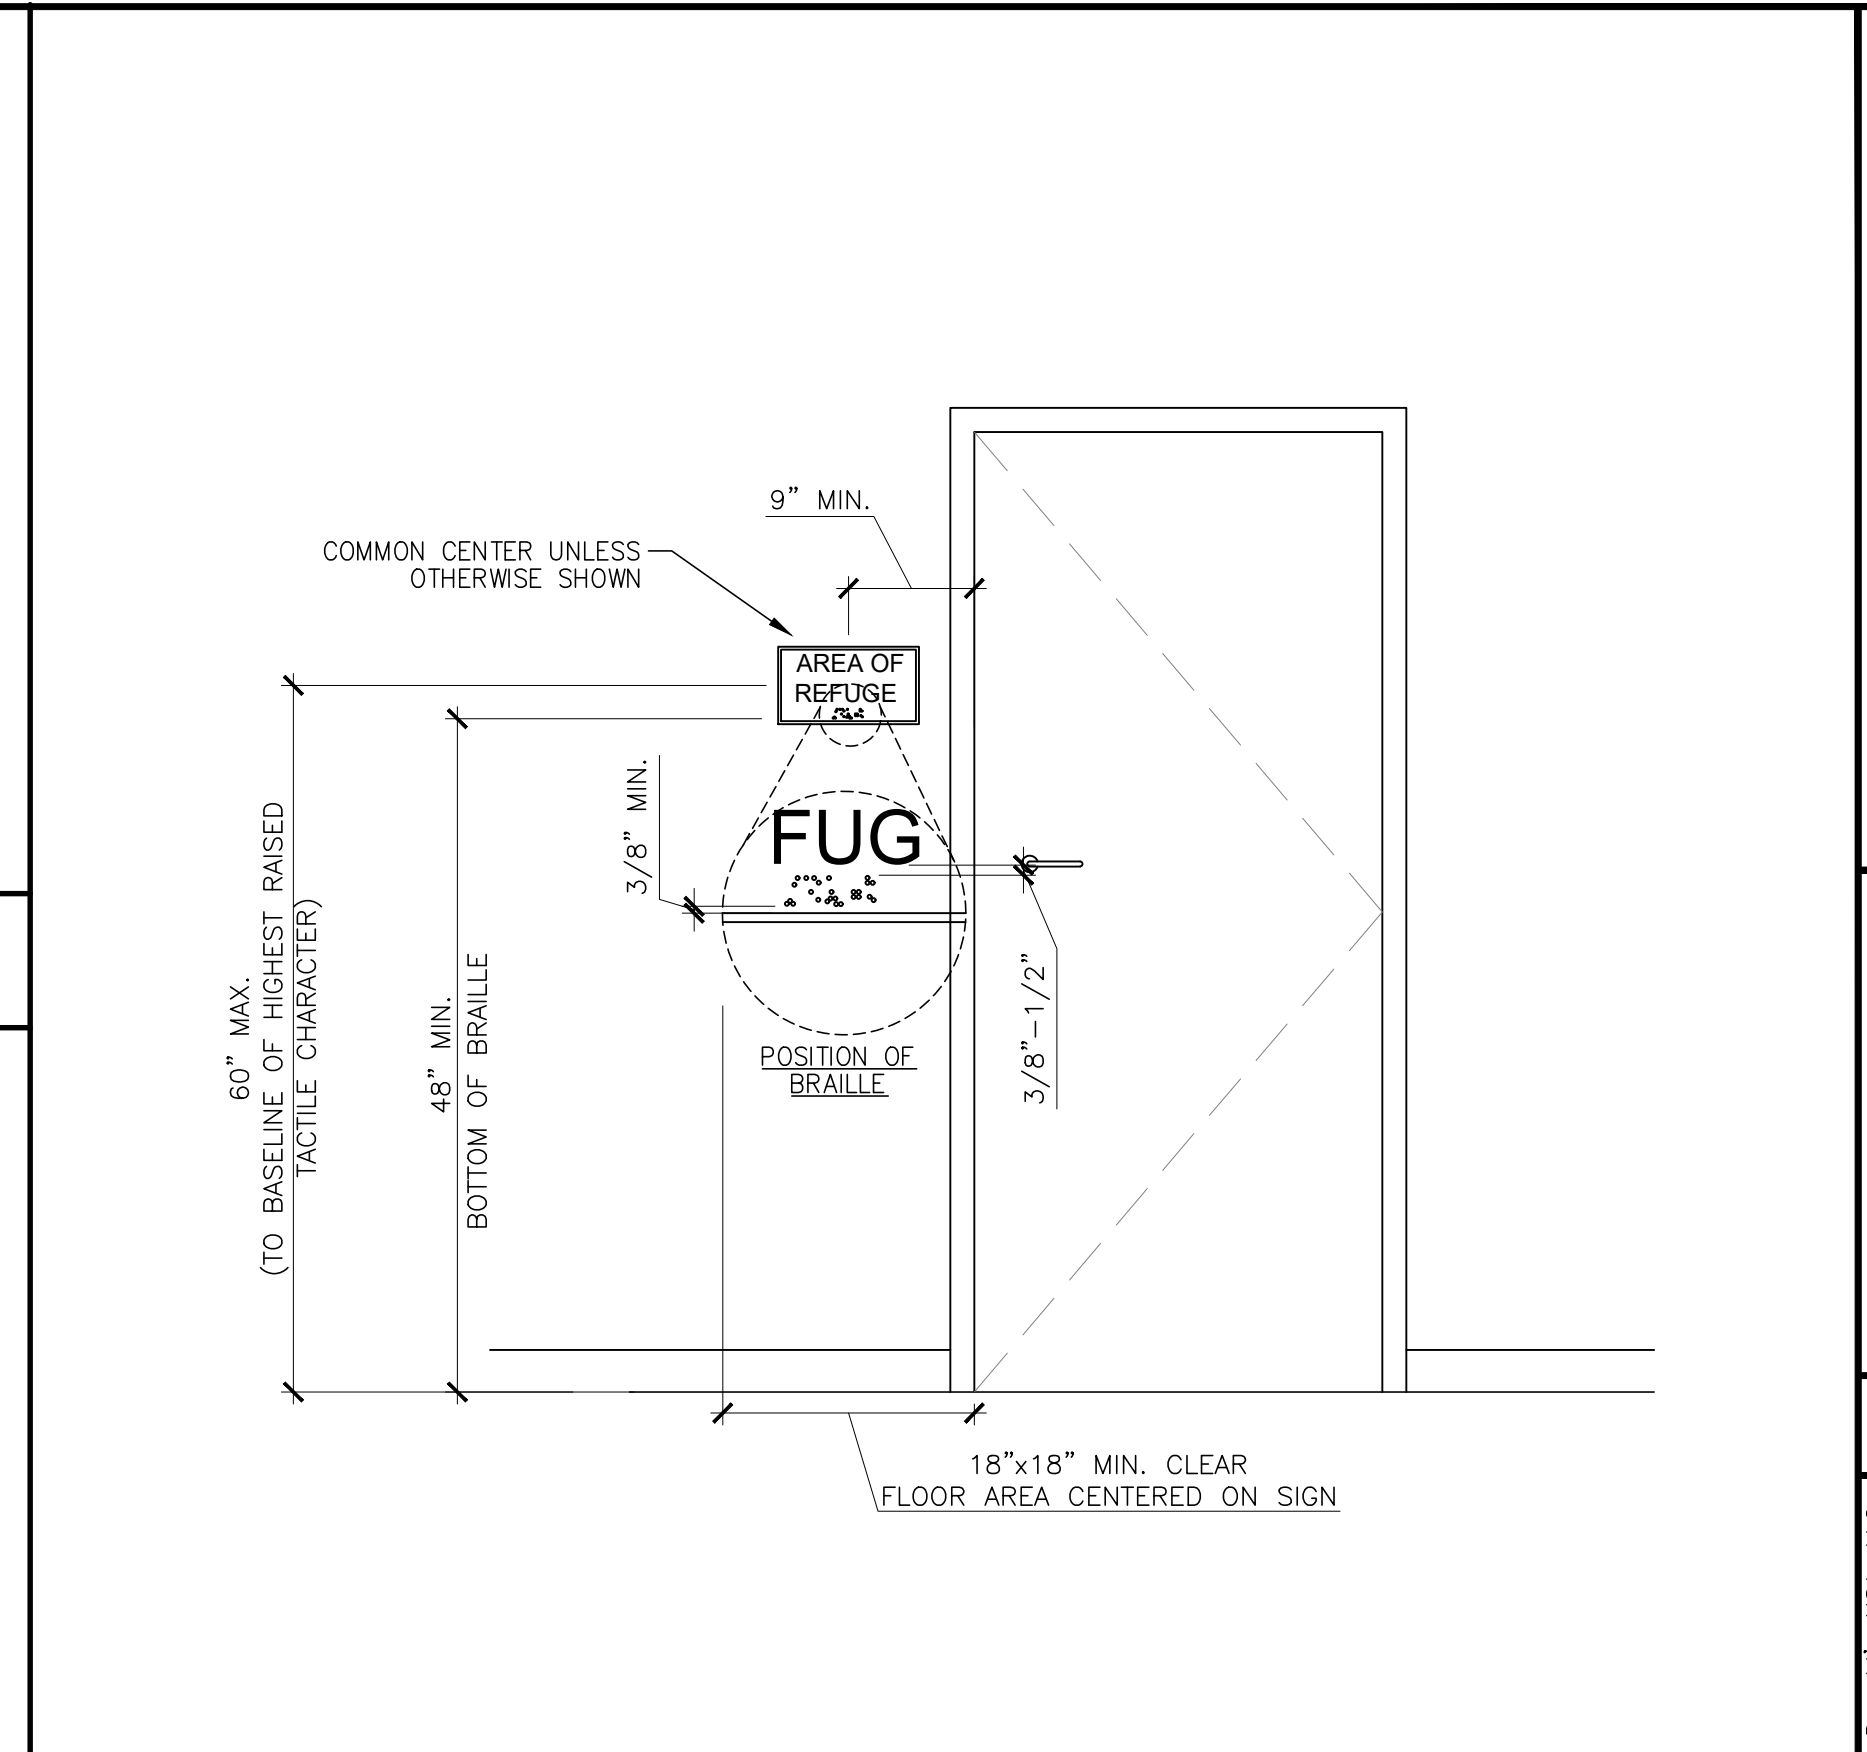 9” MIN.
COMMON CENTER UNLESS
OTHERWISE SHOWN
AREA OF
REFUGE
3/8” MIN.
FUG
60” MAX.
(TO BASELINE OF HIGHEST RAISED
TACTILE CHARACTER)
48” MIN.
BOTTOM OF BRAILLE
3/8”-1/2”
POSITION OF
BRAILLE
18”x18” MIN. CLEAR
FLOOR AREA CENTERED ON SIGN